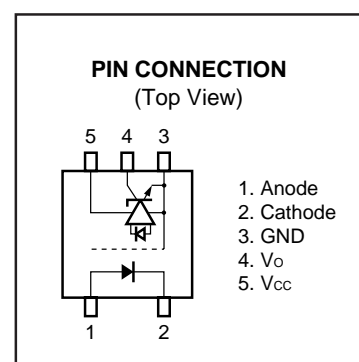 PIN CONNECTION
(Top View)
5 4 3
1. Anode
2. Cathode
3. GND
4. Vo
5. Vcc
1 2